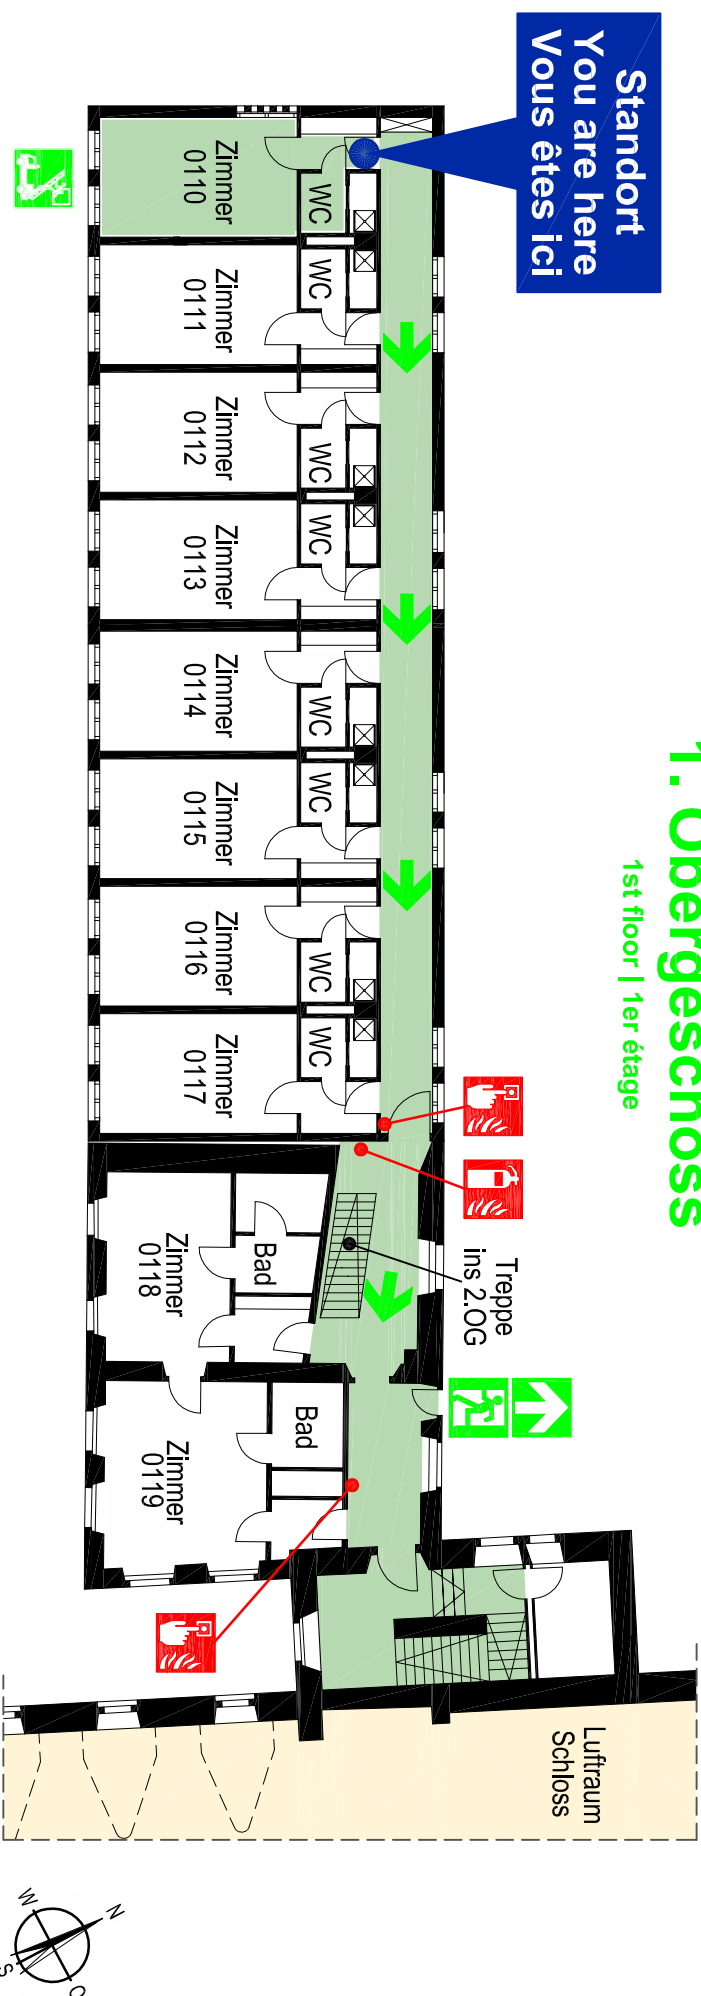 Standort
You are here
Vous êtes ici
1. Obergeschoss
1st floor | 1er étage
Zimmer
0110
WC
Zimmer
0111
WC
Zimmer
0112
WC
Zimmer
0113
WC
Zimmer
0114
WC
Zimmer
0115
WC
Zimmer
0116
WC
Zimmer
0117
WC
Treppe
ins 2.OG
Zimmer
0118
Bad
Zimmer
0119
Bad
Luftraum
Schloss
N
W
S
O